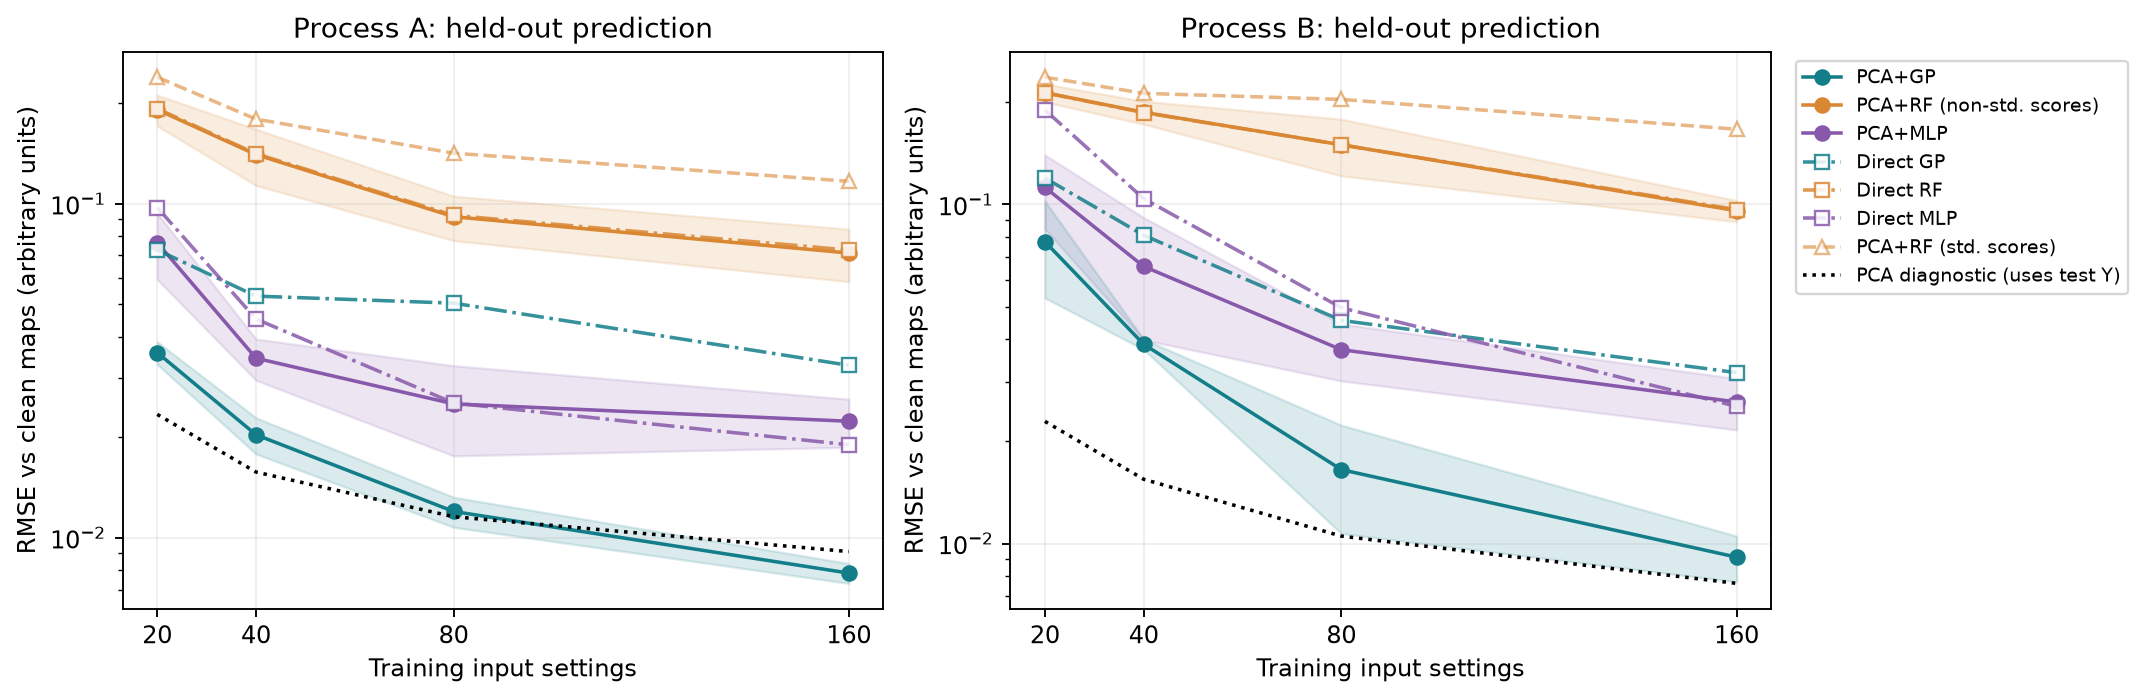 Process A: held-out prediction
RMSE vs clean maps (arbitrary units)
10⁻¹
10⁻²
20 40 80 160
Training input settings
Process B: held-out prediction
RMSE vs clean maps (arbitrary units)
10⁻¹
10⁻²
20 40 80 160
Training input settings
PCA+GP
PCA+RF (non-std. scores)
PCA+MLP
Direct GP
Direct RF
Direct MLP
PCA+RF (std. scores)
PCA diagnostic (uses test Y)